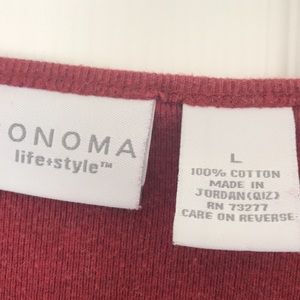 ONOMA
life+style™
L
100% COTTON
MADE IN
JORDAN(QIZ)
RN 73277
CARE ON REVERSE